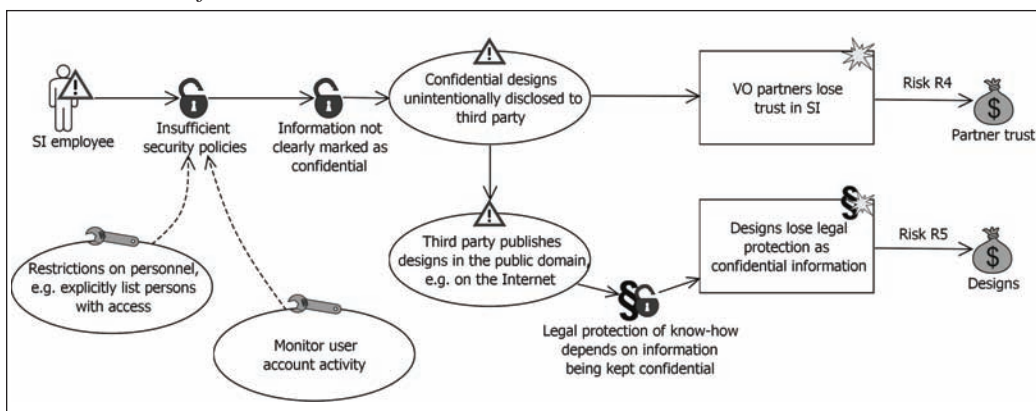 SI employee
Insufficient
security policies
Information not
clearly marked as
confidential
Confidential designs
unintentionally disclosed to
third party
VO partners lose
trust in SI
Risk R4
$
Partner trust
Restrictions on personnel,
e.g. explicitly list persons
with access
Monitor user
account activity
Third party publishes
designs in the public domain,
e.g. on the Internet
§
Legal protection of know-how
depends on information
being kept confidential
§
Designs lose legal
protection as
confidential information
Risk R5
$
Designs